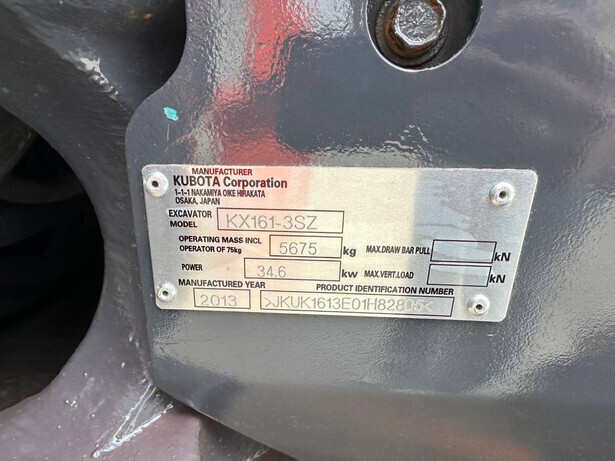 MANUFACTURER
KUBOTA Corporation
1-1-1 NAKAMIYA OIKE HIRAKATA
OSAKA, JAPAN
EXCAVATOR
MODEL KX161-3SZ
OPERATING MASS INCL
OPERATOR OF 75kg 5675 kg MAX.DRAW BAR PULL kN
POWER 34.6 kw MAX.VERT.LOAD kN
MANUFACTURED YEAR PRODUCT IDENTIFICATION NUMBER
2013 >JKUK1613E01H82805<